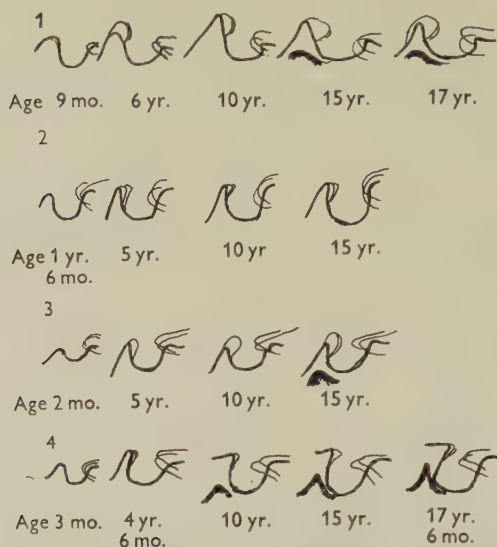 1
Age 9 mo. 6 yr. 10 yr. 15 yr. 17 yr.
2
Age 1 yr. 5 yr. 10 yr 15 yr.
6 mo.
3
Age 2 mo. 5 yr. 10 yr. 15 yr.
4
Age 3 mo. 4 yr. 10 yr. 15 yr. 17 yr.
6 mo. 6 mo.